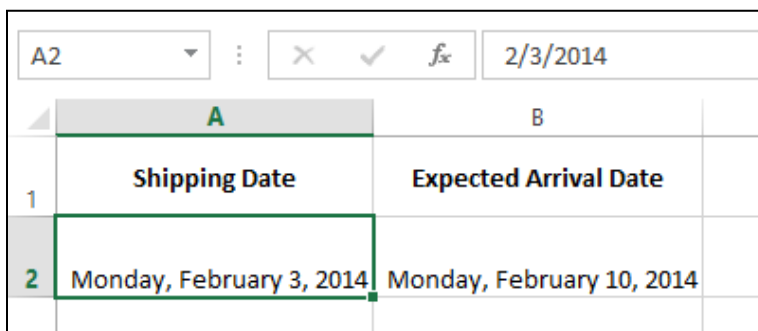 A2 fx 2/3/2014
A B
1 Shipping Date Expected Arrival Date
2 Monday, February 3, 2014 Monday, February 10, 2014